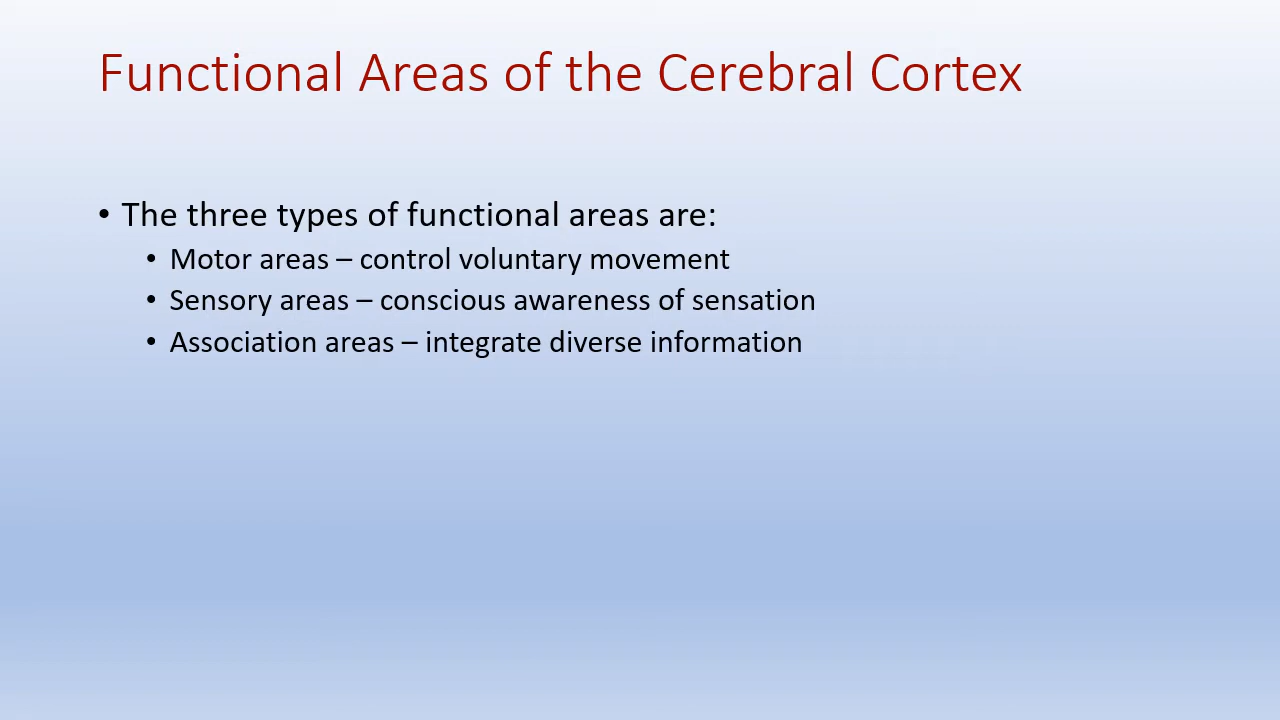 Functional Areas of the Cerebral Cortex
• The three types of functional areas are:
• Motor areas – control voluntary movement
• Sensory areas – conscious awareness of sensation
• Association areas – integrate diverse information